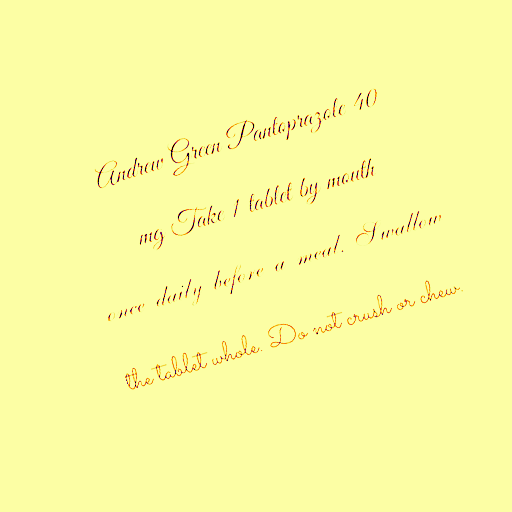 Andrew Green Pantoprazole 40
mg Take 1 tablet by mouth
once daily before a meal. Swallow
the tablet whole. Do not crush or chew.